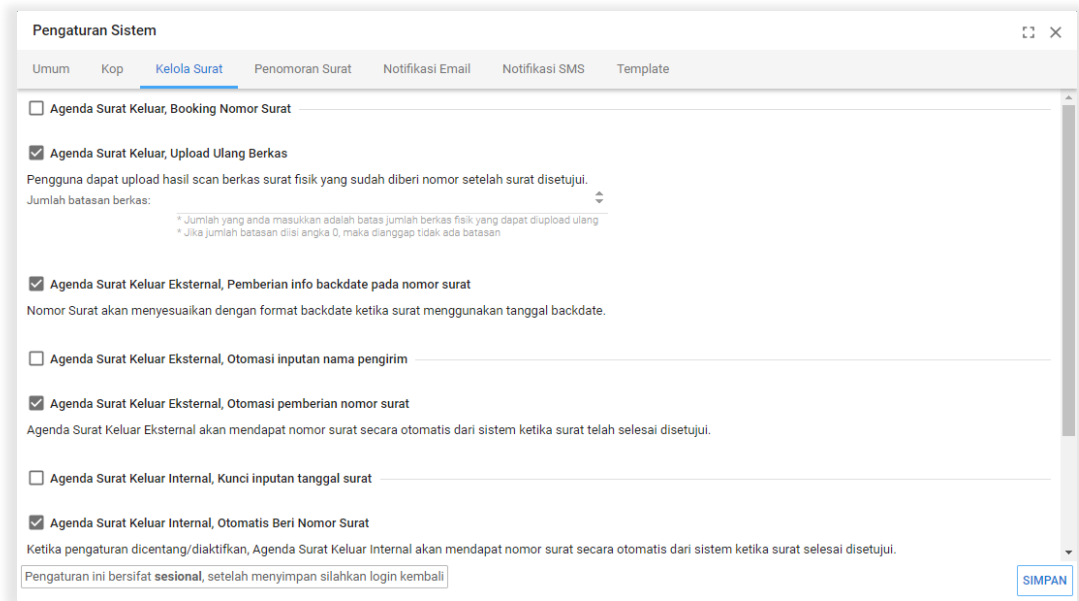 Pengaturan Sistem
Umum Kop Kelola Surat Penomoran Surat Notifikasi Email Notifikasi SMS Template
Agenda Surat Keluar, Booking Nomor Surat
Agenda Surat Keluar, Upload Ulang Berkas
Pengguna dapat upload hasil scan berkas surat fisik yang sudah diberi nomor setelah surat disetujui.
Jumlah batasan berkas:
* Jumlah yang anda masukkan adalah batas jumlah berkas fisik yang dapat diupload ulang
* Jika jumlah batasan diisi angka 0, maka dianggap tidak ada batasan
Agenda Surat Keluar Eksternal, Pemberian info backdate pada nomor surat
Nomor Surat akan menyesuaikan dengan format backdate ketika surat menggunakan tanggal backdate.
Agenda Surat Keluar Eksternal, Otomasi inputan nama pengirim
Agenda Surat Keluar Eksternal, Otomasi pemberian nomor surat
Agenda Surat Keluar Eksternal akan mendapat nomor surat secara otomatis dari sistem ketika surat telah selesai disetujui.
Agenda Surat Keluar Internal, Kunci inputan tanggal surat
Agenda Surat Keluar Internal, Otomatis Beri Nomor Surat
Ketika pengaturan dicentang/diaktifkan, Agenda Surat Keluar Internal akan mendapat nomor surat secara otomatis dari sistem ketika surat selesai disetujui.
Pengaturan ini bersifat sesional, setelah menyimpan silahkan login kembali
SIMPAN